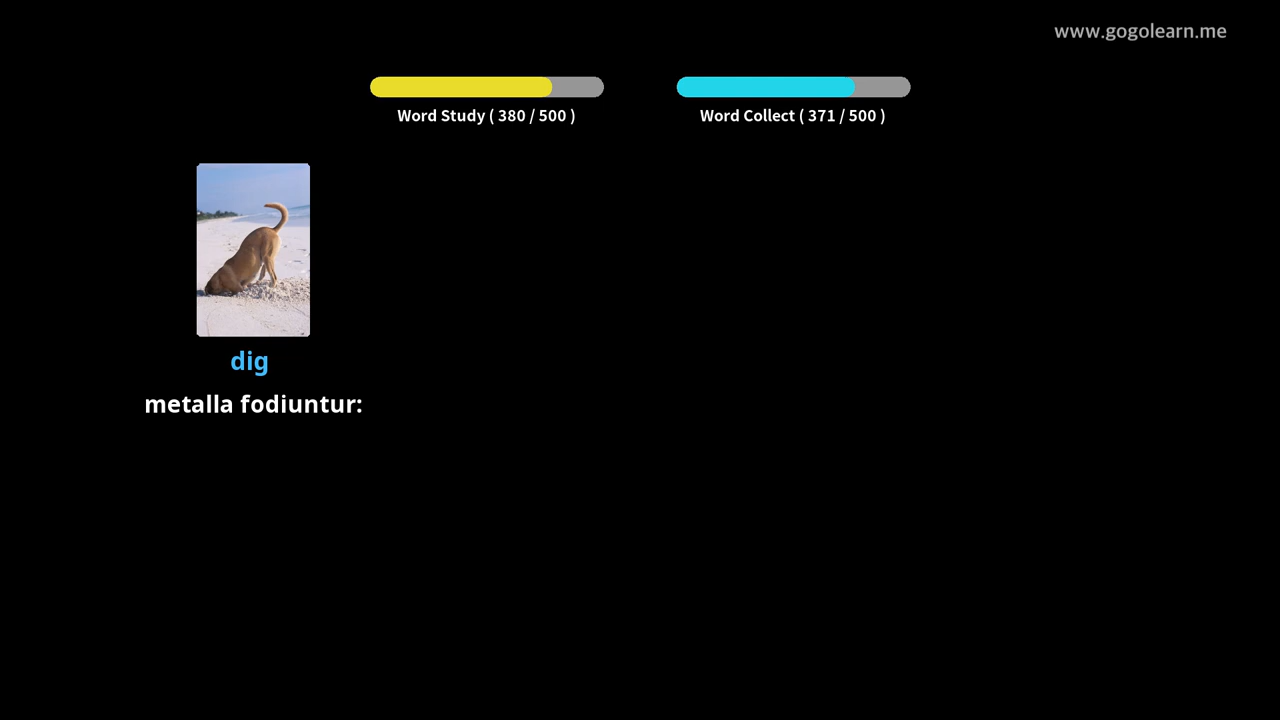 www.gogolearn.me
Word Study ( 380 / 500 )
Word Collect ( 371 / 500 )
dig
metalla fodiuntur: